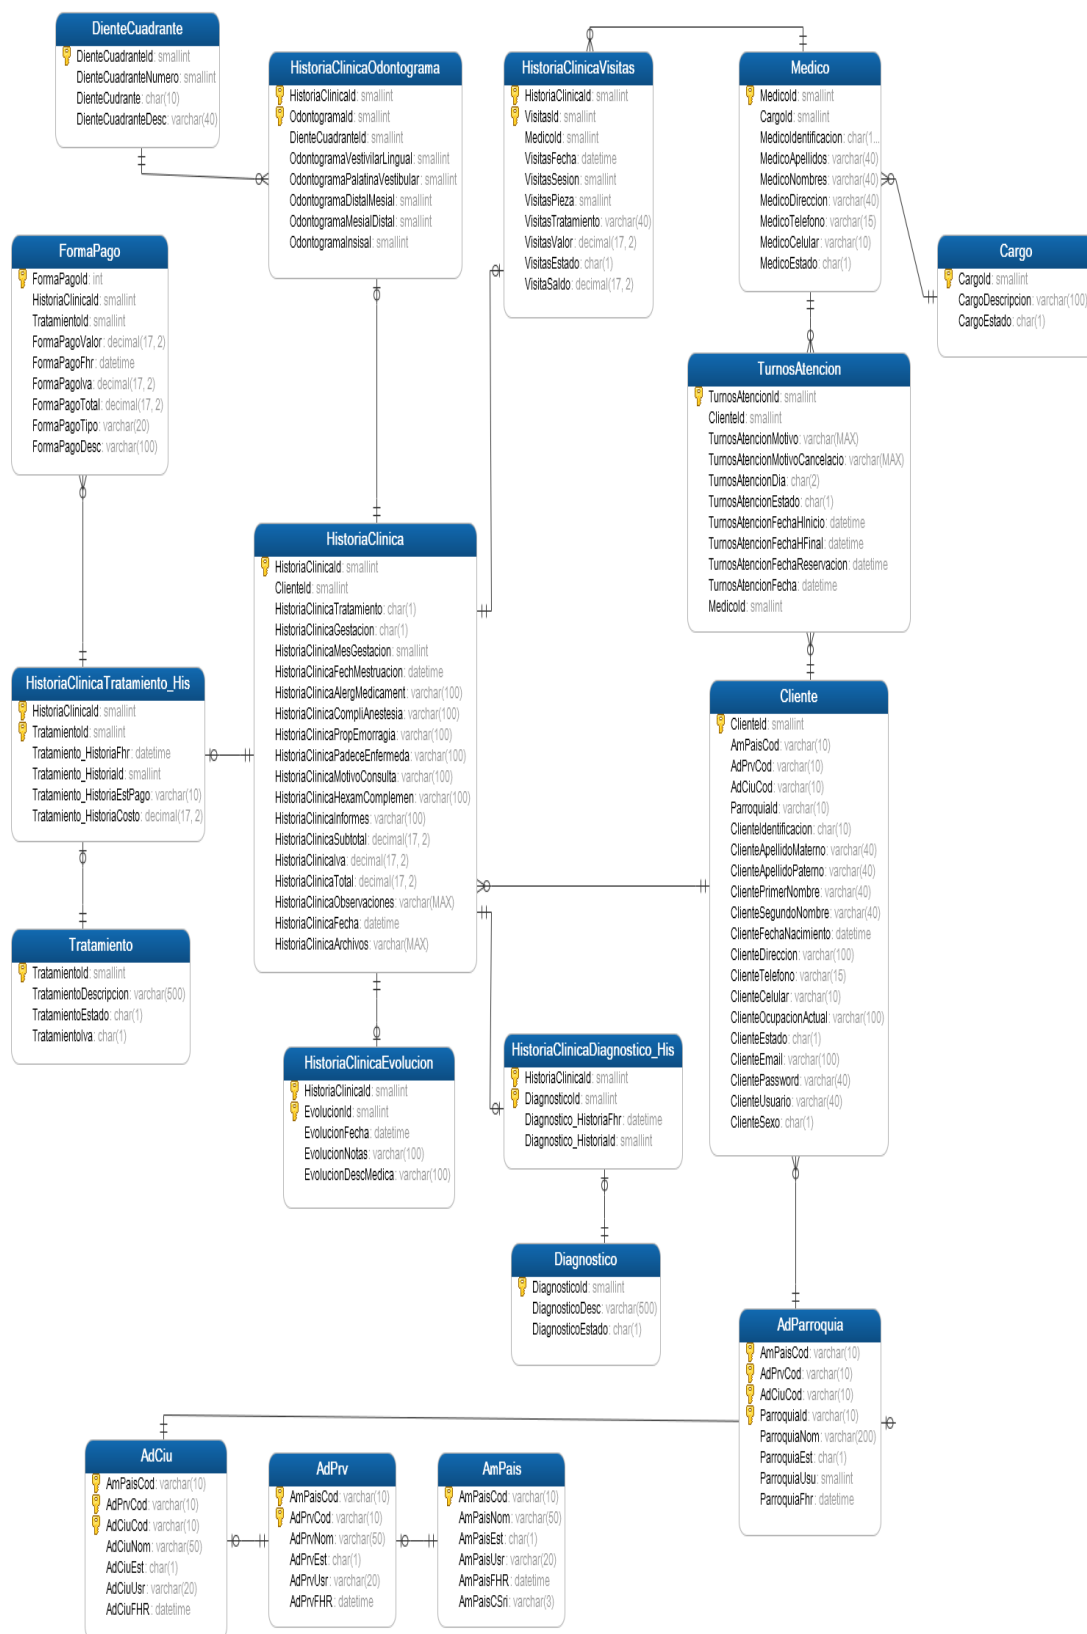 DienteCuadrante
DienteCuadranteId: smallint
DienteCuadranteNumero: smallint
DienteCudrante: char(10)
DienteCuadranteDesc: varchar(40)
HistoriaClinicaOdontograma
HistoriaClinicaId: smallint
OdontogramaId: smallint
DienteCuadranteId: smallint
OdontogramaVestivilarLingual: smallint
OdontogramaPalatinaVestibular: smallint
OdontogramaDistalMesial: smallint
OdontogramaMesialDistal: smallint
OdontogramaInsisal: smallint
HistoriaClinicaVisitas
HistoriaClinicaId: smallint
VisitasId: smallint
MedicoId: smallint
VisitasFecha: datetime
VisitasSesion: smallint
VisitasPieza: smallint
VisitasTratamiento: varchar(40)
VisitasValor: decimal(17, 2)
VisitasEstado: char(1)
VisitaSaldo: decimal(17, 2)
Medico
MedicoId: smallint
CargoId: smallint
MedicoIdentificacion: char(1...
MedicoApellidos: varchar(40)
MedicoNombres: varchar(40)
MedicoDireccion: varchar(40)
MedicoTelefono: varchar(15)
MedicoCelular: varchar(10)
MedicoEstado: char(1)
Cargo
CargoId: smallint
CargoDescripcion: varchar(100)
CargoEstado: char(1)
FormaPago
FormaPagoId: int
HistoriaClinicaId: smallint
TratamientoId: smallint
FormaPagoValor: decimal(17, 2)
FormaPagoFhr: datetime
FormaPagoIva: decimal(17, 2)
FormaPagoTotal: decimal(17, 2)
FormaPagoTipo: varchar(20)
FormaPagoDesc: varchar(100)
TurnosAtencion
TurnosAtencionId: smallint
ClienteId: smallint
TurnosAtencionMotivo: varchar(MAX)
TurnosAtencionMotivoCancelacio: varchar(MAX)
TurnosAtencionDia: char(2)
TurnosAtencionEstado: char(1)
TurnosAtencionFechaHInicio: datetime
TurnosAtencionFechaHFinal: datetime
TurnosAtencionFechaReservacion: datetime
TurnosAtencionFecha: datetime
MedicoId: smallint
HistoriaClinica
HistoriaClinicaId: smallint
ClienteId: smallint
HistoriaClinicaTratamiento: char(1)
HistoriaClinicaGestacion: char(1)
HistoriaClinicaMesGestacion: smallint
HistoriaClinicaFechMestruacion: datetime
HistoriaClinicaAlergMedicament: varchar(100)
HistoriaClinicaCompliAnestesia: varchar(100)
HistoriaClinicaPropEmorragia: varchar(100)
HistoriaClinicaPadeceEnfermeda: varchar(100)
HistoriaClinicaMotivoConsulta: varchar(100)
HistoriaClinicaHexamComplemen: varchar(100)
HistoriaClinicaInformes: varchar(100)
HistoriaClinicaSubtotal: decimal(17, 2)
HistoriaClinicaIva: decimal(17, 2)
HistoriaClinicaTotal: decimal(17, 2)
HistoriaClinicaObservaciones: varchar(MAX)
HistoriaClinicaFecha: datetime
HistoriaClinicaArchivos: varchar(MAX)
HistoriaClinicaTratamiento_His
HistoriaClinicaId: smallint
TratamientoId: smallint
Tratamiento_HistoriaFhr: datetime
Tratamiento_HistoriaId: smallint
Tratamiento_HistoriaEstPago: varchar(10)
Tratamiento_HistoriaCosto: decimal(17, 2)
Cliente
ClienteId: smallint
AmPaisCod: varchar(10)
AdPrvCod: varchar(10)
AdCiuCod: varchar(10)
ParroquiaId: varchar(10)
ClienteIdentificacion: char(10)
ClienteApellidoMaterno: varchar(40)
ClienteApellidoPaterno: varchar(40)
ClientePrimerNombre: varchar(40)
ClienteSegundoNombre: varchar(40)
ClienteFechaNacimiento: datetime
ClienteDireccion: varchar(100)
ClienteTelefono: varchar(15)
ClienteCelular: varchar(10)
ClienteOcupacionActual: varchar(100)
ClienteEstado: char(1)
ClienteEmail: varchar(100)
ClientePassword: varchar(40)
ClienteUsuario: varchar(40)
ClienteSexo: char(1)
Tratamiento
TratamientoId: smallint
TratamientoDescripcion: varchar(500)
TratamientoEstado: char(1)
TratamientoIva: char(1)
HistoriaClinicaEvolucion
HistoriaClinicaId: smallint
EvolucionId: smallint
EvolucionFecha: datetime
EvolucionNotas: varchar(100)
EvolucionDescMedica: varchar(100)
HistoriaClinicaDiagnostico_His
HistoriaClinicaId: smallint
DiagnosticoId: smallint
Diagnostico_HistoriaFhr: datetime
Diagnostico_HistoriaId: smallint
Diagnostico
DiagnosticoId: smallint
DiagnosticoDesc: varchar(500)
DiagnosticoEstado: char(1)
AdParroquia
AmPaisCod: varchar(10)
AdPrvCod: varchar(10)
AdCiuCod: varchar(10)
ParroquiaId: varchar(10)
ParroquiaNom: varchar(200)
ParroquiaEst: char(1)
ParroquiaUsu: smallint
ParroquiaFhr: datetime
AdCiu
AmPaisCod: varchar(10)
AdPrvCod: varchar(10)
AdCiuCod: varchar(10)
AdCiuNom: varchar(50)
AdCiuEst: char(1)
AdCiuUsr: varchar(20)
AdCiuFHR: datetime
AdPrv
AmPaisCod: varchar(10)
AdPrvCod: varchar(10)
AdPrvNom: varchar(50)
AdPrvEst: char(1)
AdPrvUsr: varchar(20)
AdPrvFHR: datetime
AmPais
AmPaisCod: varchar(10)
AmPaisNom: varchar(50)
AmPaisEst: char(1)
AmPaisUsr: varchar(20)
AmPaisFHR: datetime
AmPaisCSri: varchar(3)